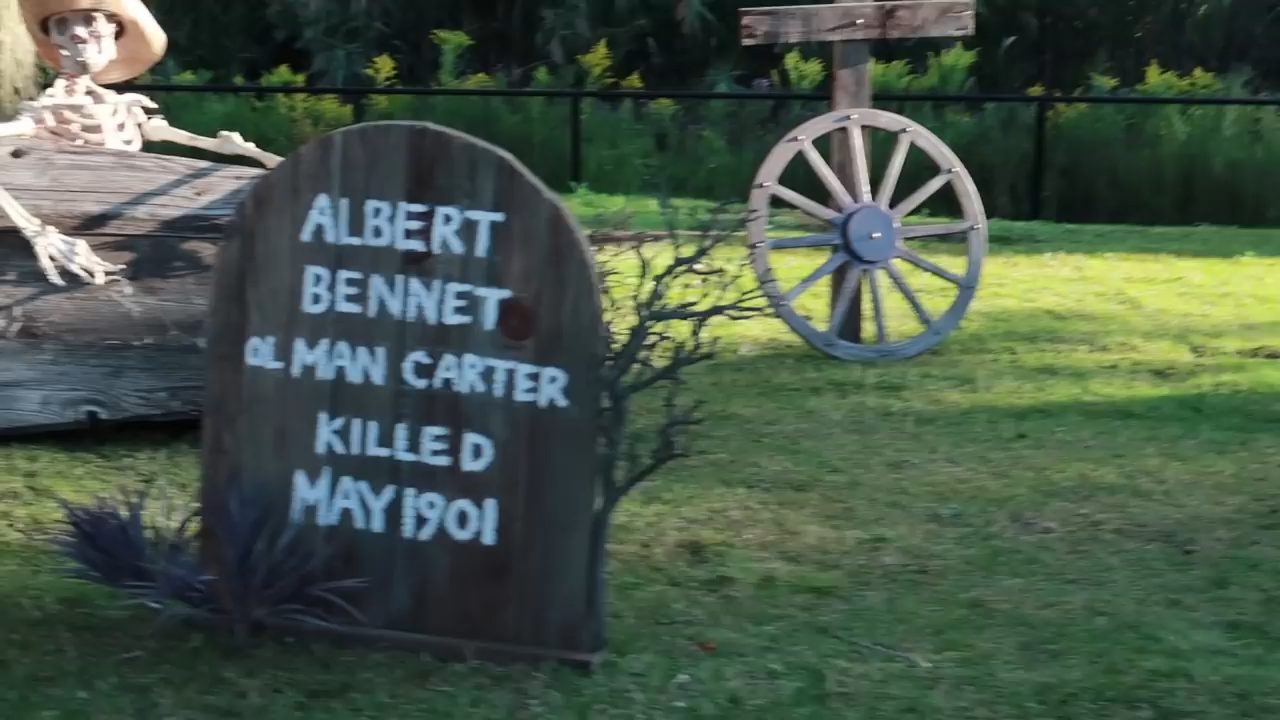 ALBERT
BENNET
OL MAN CARTER
KILLED
MAY 1901